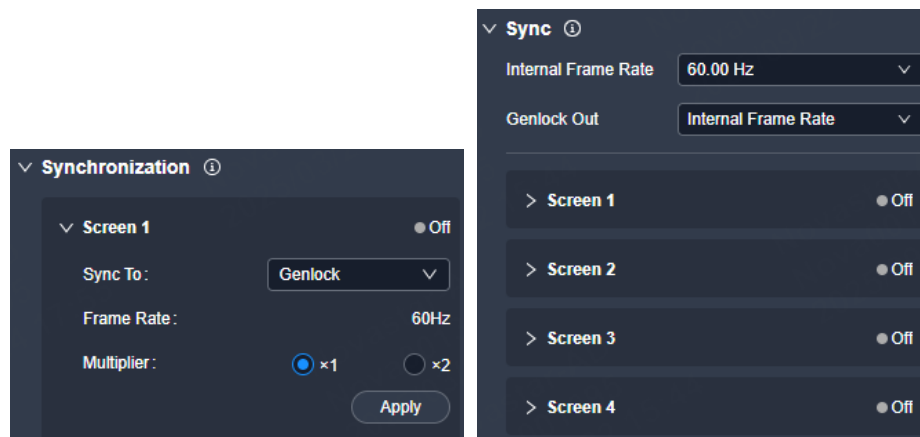 Synchronization
Screen 1 Off
Sync To : Genlock
Frame Rate : 60Hz
Multiplier : ×1 ×2
Apply
Sync
Internal Frame Rate 60.00 Hz
Genlock Out Internal Frame Rate
Screen 1 Off
Screen 2 Off
Screen 3 Off
Screen 4 Off